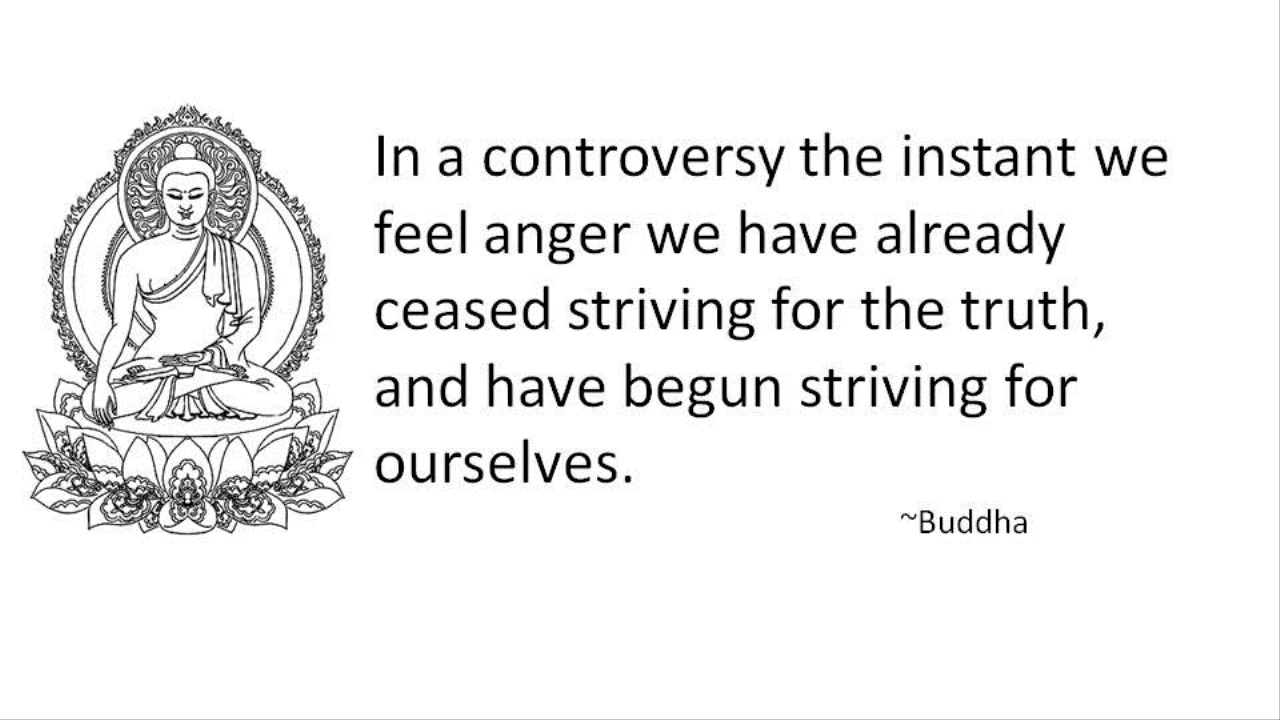 In a controversy the instant we
feel anger we have already
ceased striving for the truth,
and have begun striving for
ourselves.
~Buddha